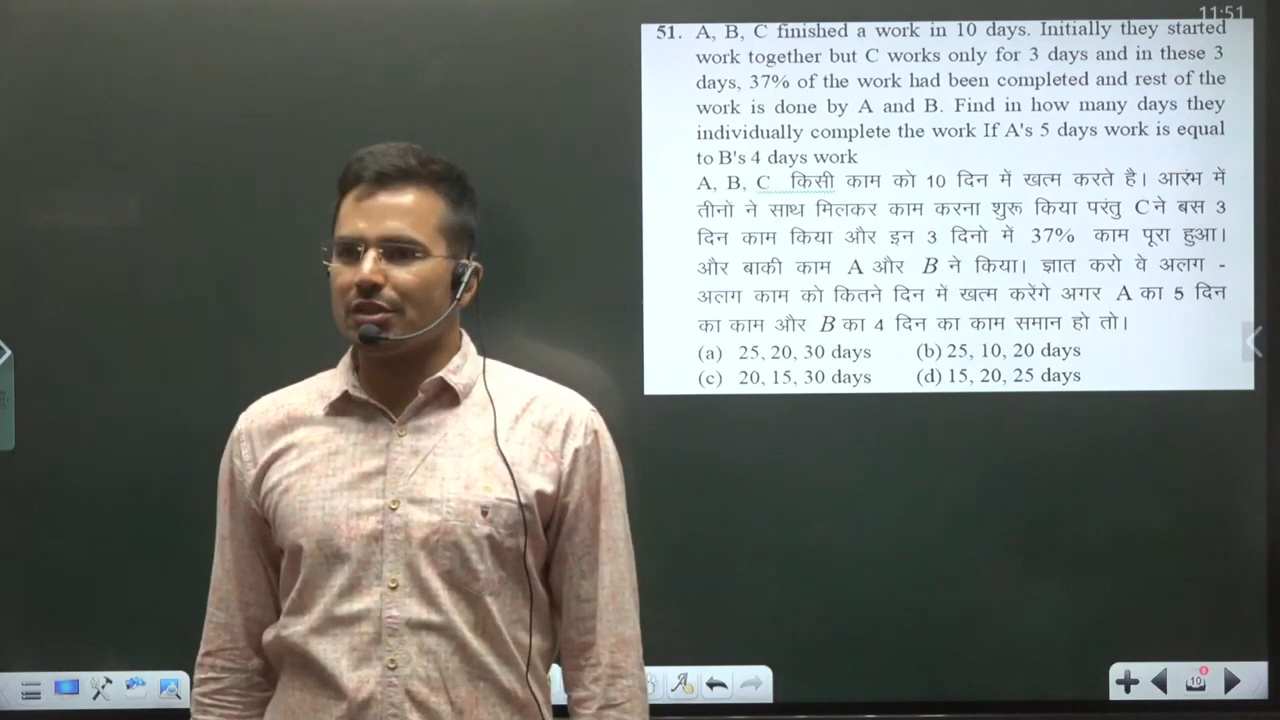 11:51
51. A, B, C finished a work in 10 days. Initially they started
work together but C works only for 3 days and in these 3
days, 37% of the work had been completed and rest of the
work is done by A and B. Find in how many days they
individually complete the work If A's 5 days work is equal
to B's 4 days work
A, B, C किसी काम को 10 दिन में खत्म करते है। आरंभ में
तीनों ने साथ मिलकर काम करना शुरू किया परंतु C ने बस 3
दिन काम किया और इन 3 दिनो में 37% काम पूरा हुआ।
और बाकी काम A और B ने किया। ज्ञात करो वे अलग -
अलग काम को कितने दिन में खत्म करेंगे अगर A का 5 दिन
का काम और B का 4 दिन का काम समान हो तो।
(a) 25, 20, 30 days (b) 25, 10, 20 days
(c) 20, 15, 30 days (d) 15, 20, 25 days
10